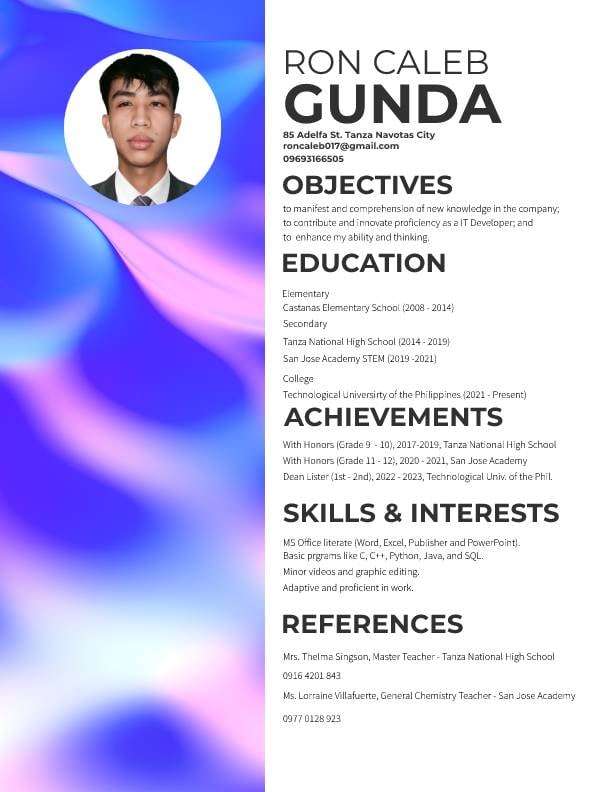 RON CALEB
GUNDA
85 Adelfa St. Tanza Navotas City
roncaleb017@gmail.com
09693166505
OBJECTIVES
to manifest and comprehension of new knowledge in the company;
to contribute and innovate proficiency as a IT Developer; and
to enhance my ability and thinking.
EDUCATION
Elementary
Castanas Elementary School (2008 - 2014)
Secondary
Tanza National High School (2014 - 2019)
San Jose Academy STEM (2019 -2021)
College
Technological Universirty of the Philippines (2021 - Present)
ACHIEVEMENTS
With Honors (Grade 9 - 10), 2017-2019, Tanza National High School
With Honors (Grade 11 - 12), 2020 - 2021, San Jose Academy
Dean Lister (1st - 2nd), 2022 - 2023, Technological Univ. of the Phil.
SKILLS & INTERESTS
MS Office literate (Word, Excel, Publisher and PowerPoint).
Basic prgrams like C, C++, Python, Java, and SQL.
Minor videos and graphic editing.
Adaptive and proficient in work.
REFERENCES
Mrs. Thelma Singson, Master Teacher - Tanza National High School
0916 4201 843
Ms. Lorraine Villafuerte, General Chemistry Teacher - San Jose Academy
0977 0128 923